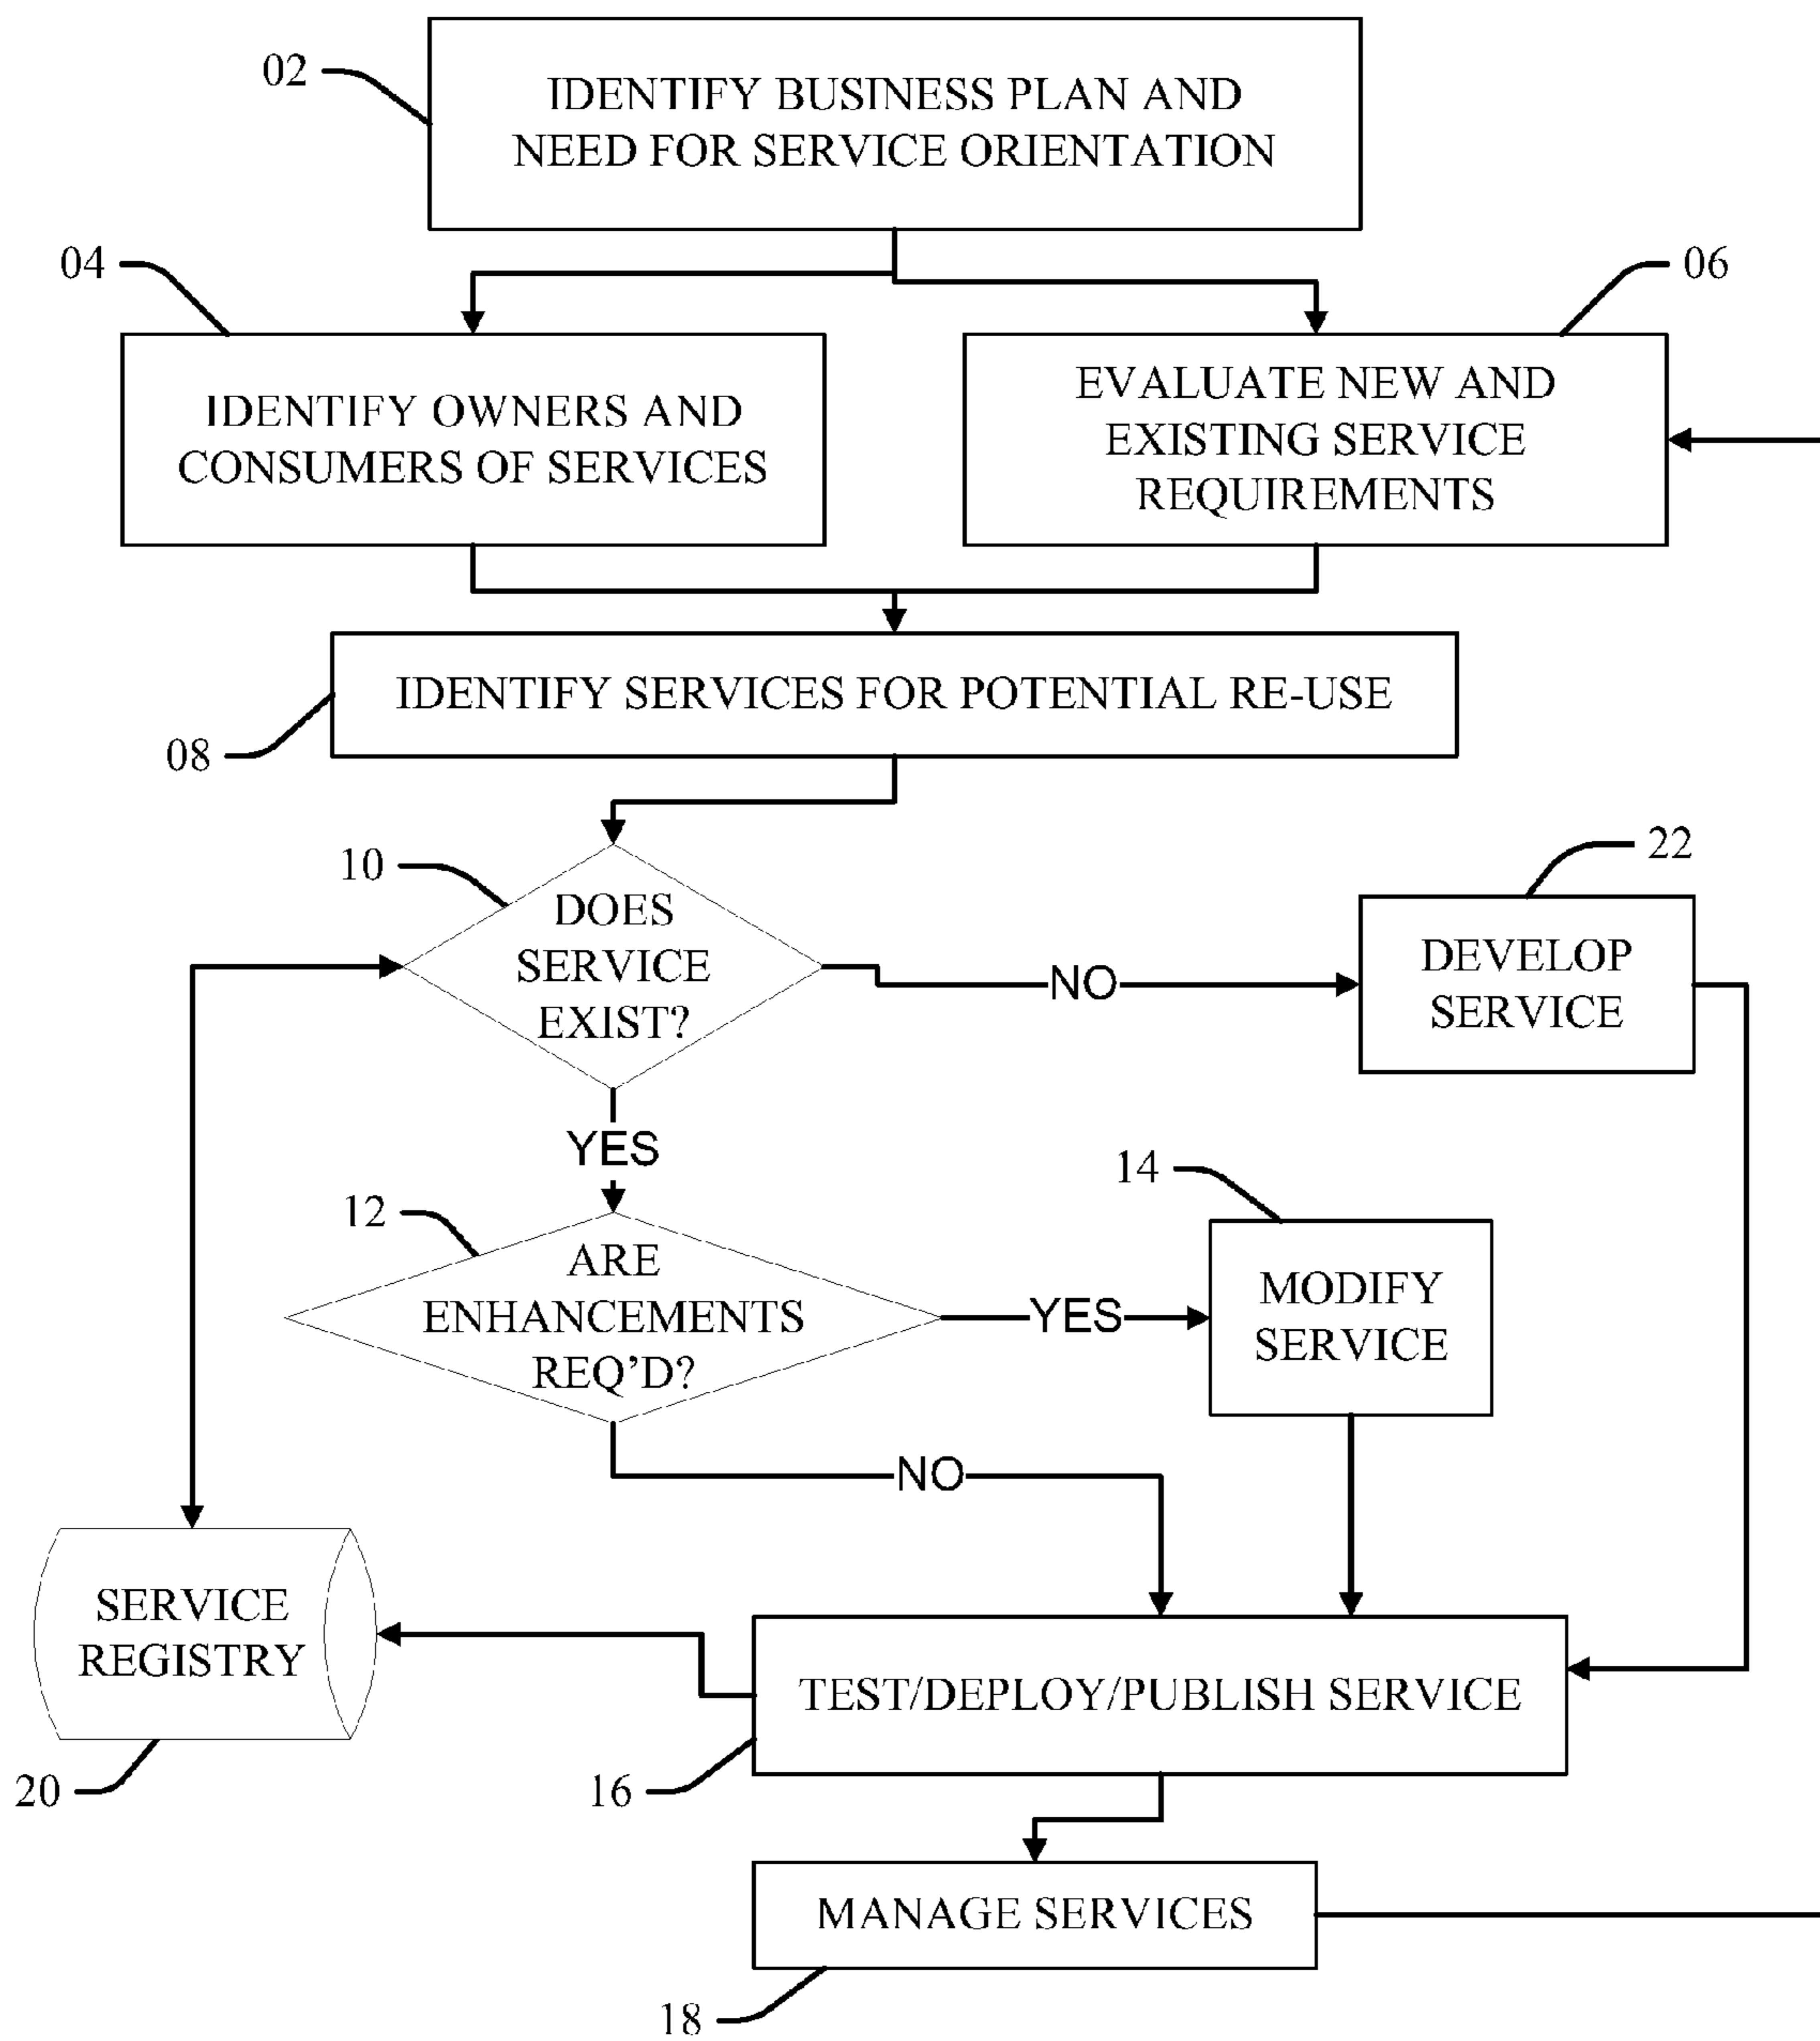 02
IDENTIFY BUSINESS PLAN AND
NEED FOR SERVICE ORIENTATION
04
06
IDENTIFY OWNERS AND
CONSUMERS OF SERVICES
EVALUATE NEW AND
EXISTING SERVICE
REQUIREMENTS
IDENTIFY SERVICES FOR POTENTIAL RE-USE
08
10
DOES
SERVICE
EXIST?
NO
22
DEVELOP
SERVICE
YES
12
ARE
ENHANCEMENTS
REQ'D?
YES
14
MODIFY
SERVICE
NO
SERVICE
REGISTRY
20
TEST/DEPLOY/PUBLISH SERVICE
16
MANAGE SERVICES
18